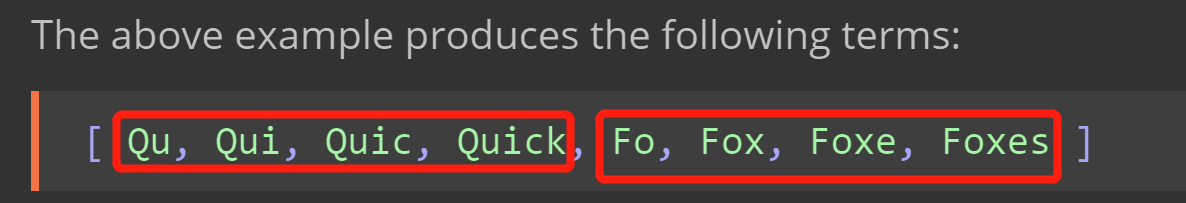 The above example produces the following terms:
[ Qu, Qui, Quic, Quick, Fo, Fox, Foxe, Foxes ]